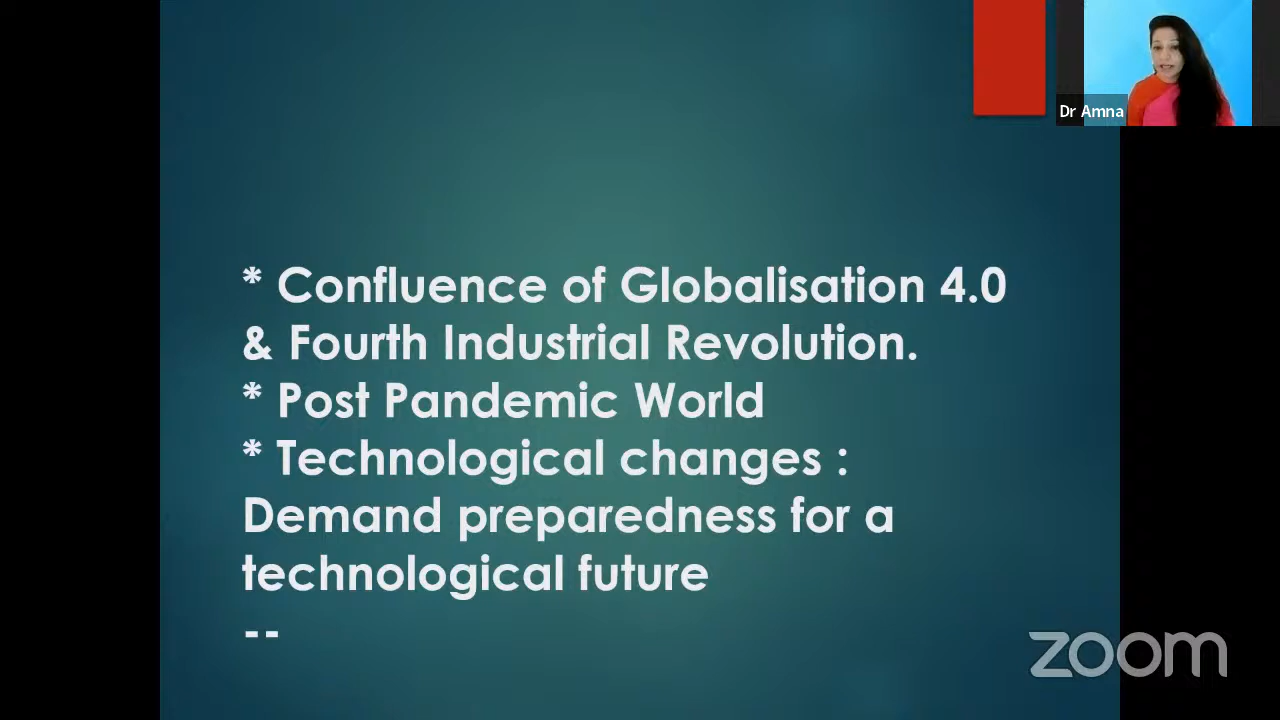 Dr Amna
* Confluence of Globalisation 4.0
& Fourth Industrial Revolution.
* Post Pandemic World
* Technological changes :
Demand preparedness for a
technological future
--
zoom